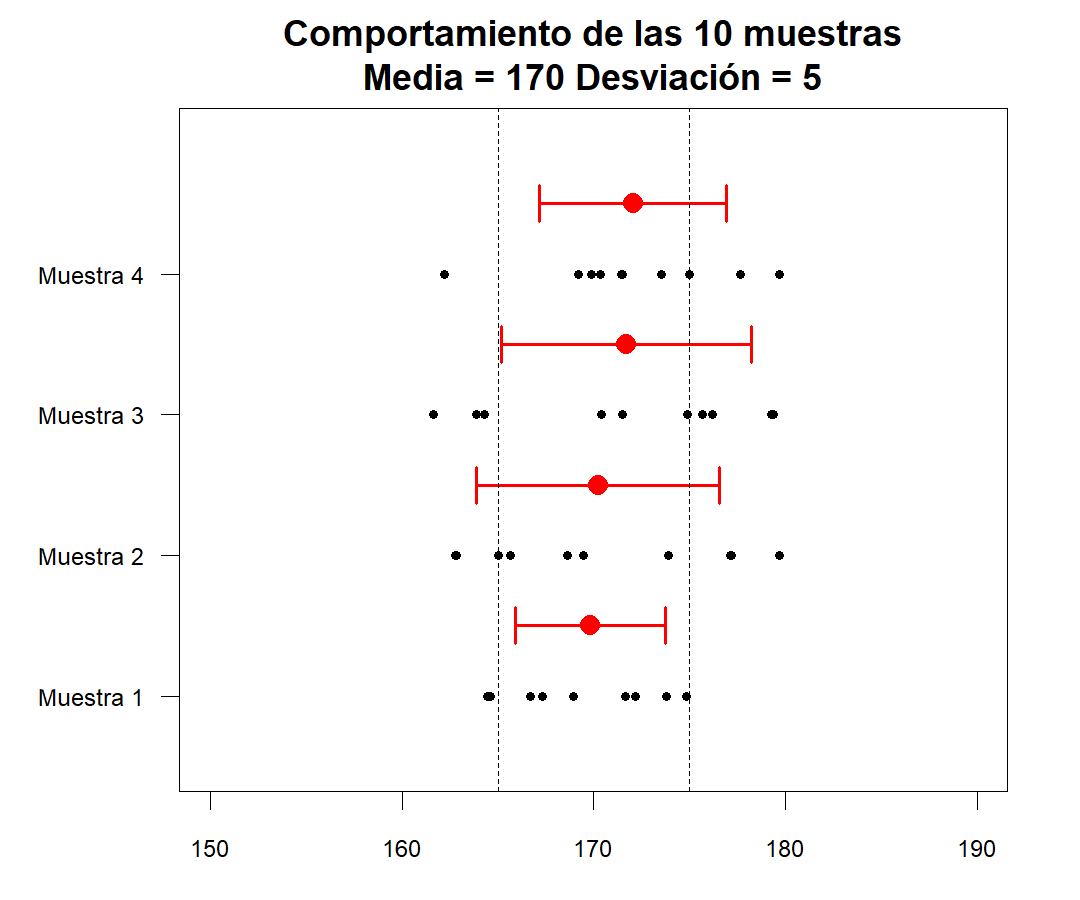 Comportamiento de las 10 muestras
Media = 170 Desviación = 5
Muestra 4
Muestra 3
Muestra 2
Muestra 1
150 160 170 180 190